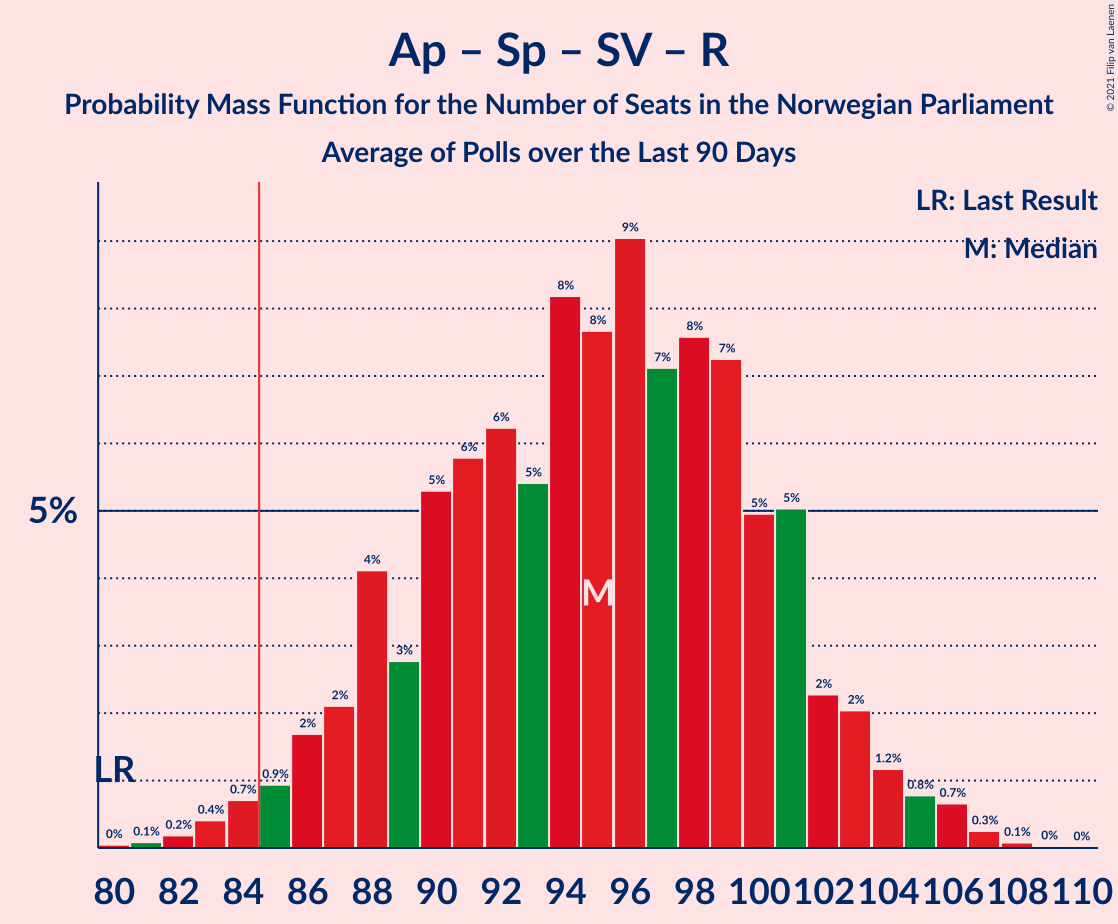 Ap – Sp – SV – R
Probability Mass Function for the Number of Seats in the Norwegian Parliament
Average of Polls over the Last 90 Days
© 2021 Filip van Laenen
LR: Last Result
M: Median
5%
LR
M
0% 0.1% 0.2% 0.4% 0.7% 0.9% 2% 2% 4% 3% 5% 6% 6% 5% 8% 8% 9% 7% 8% 7% 5% 5% 2% 2% 1.2% 0.8% 0.7% 0.3% 0.1% 0% 0%
80 82 84 86 88 90 92 94 96 98 100 102 104 106 108 110